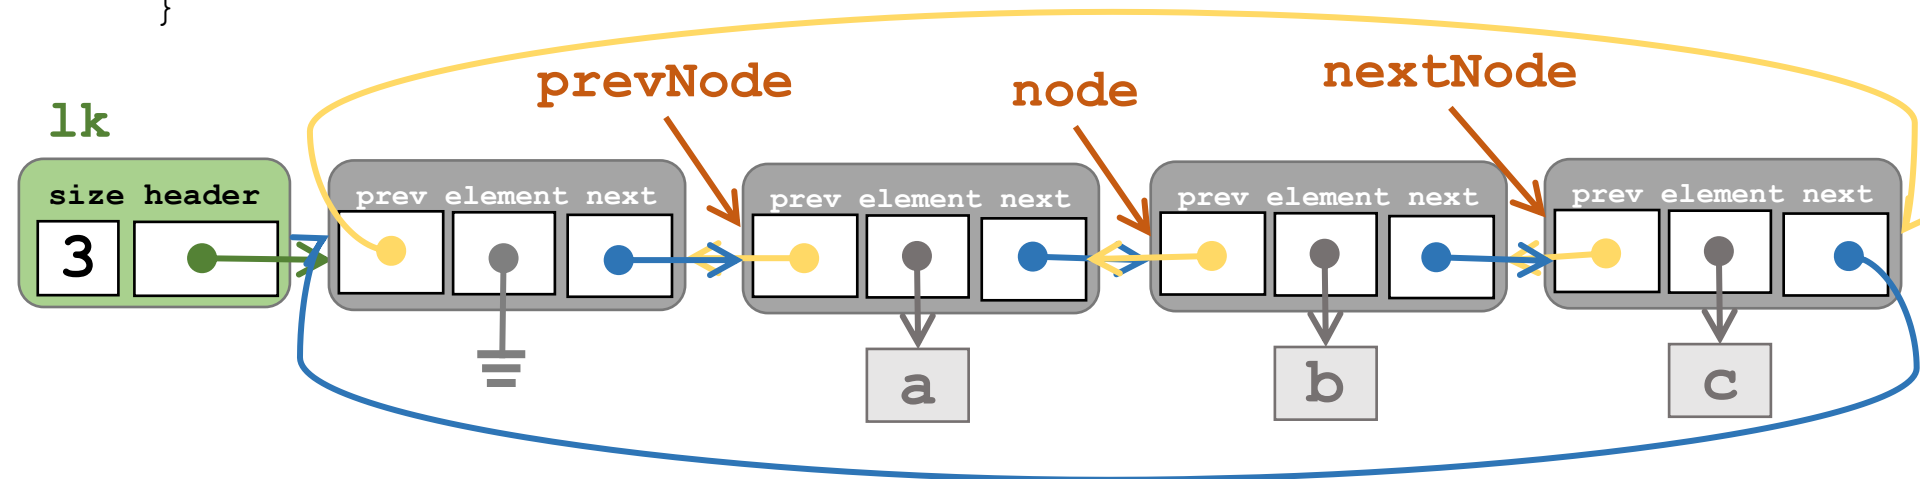 }
prevNode node nextNode
lk
size header
3
prev element next
prev element next
prev element next
prev element next
a b c